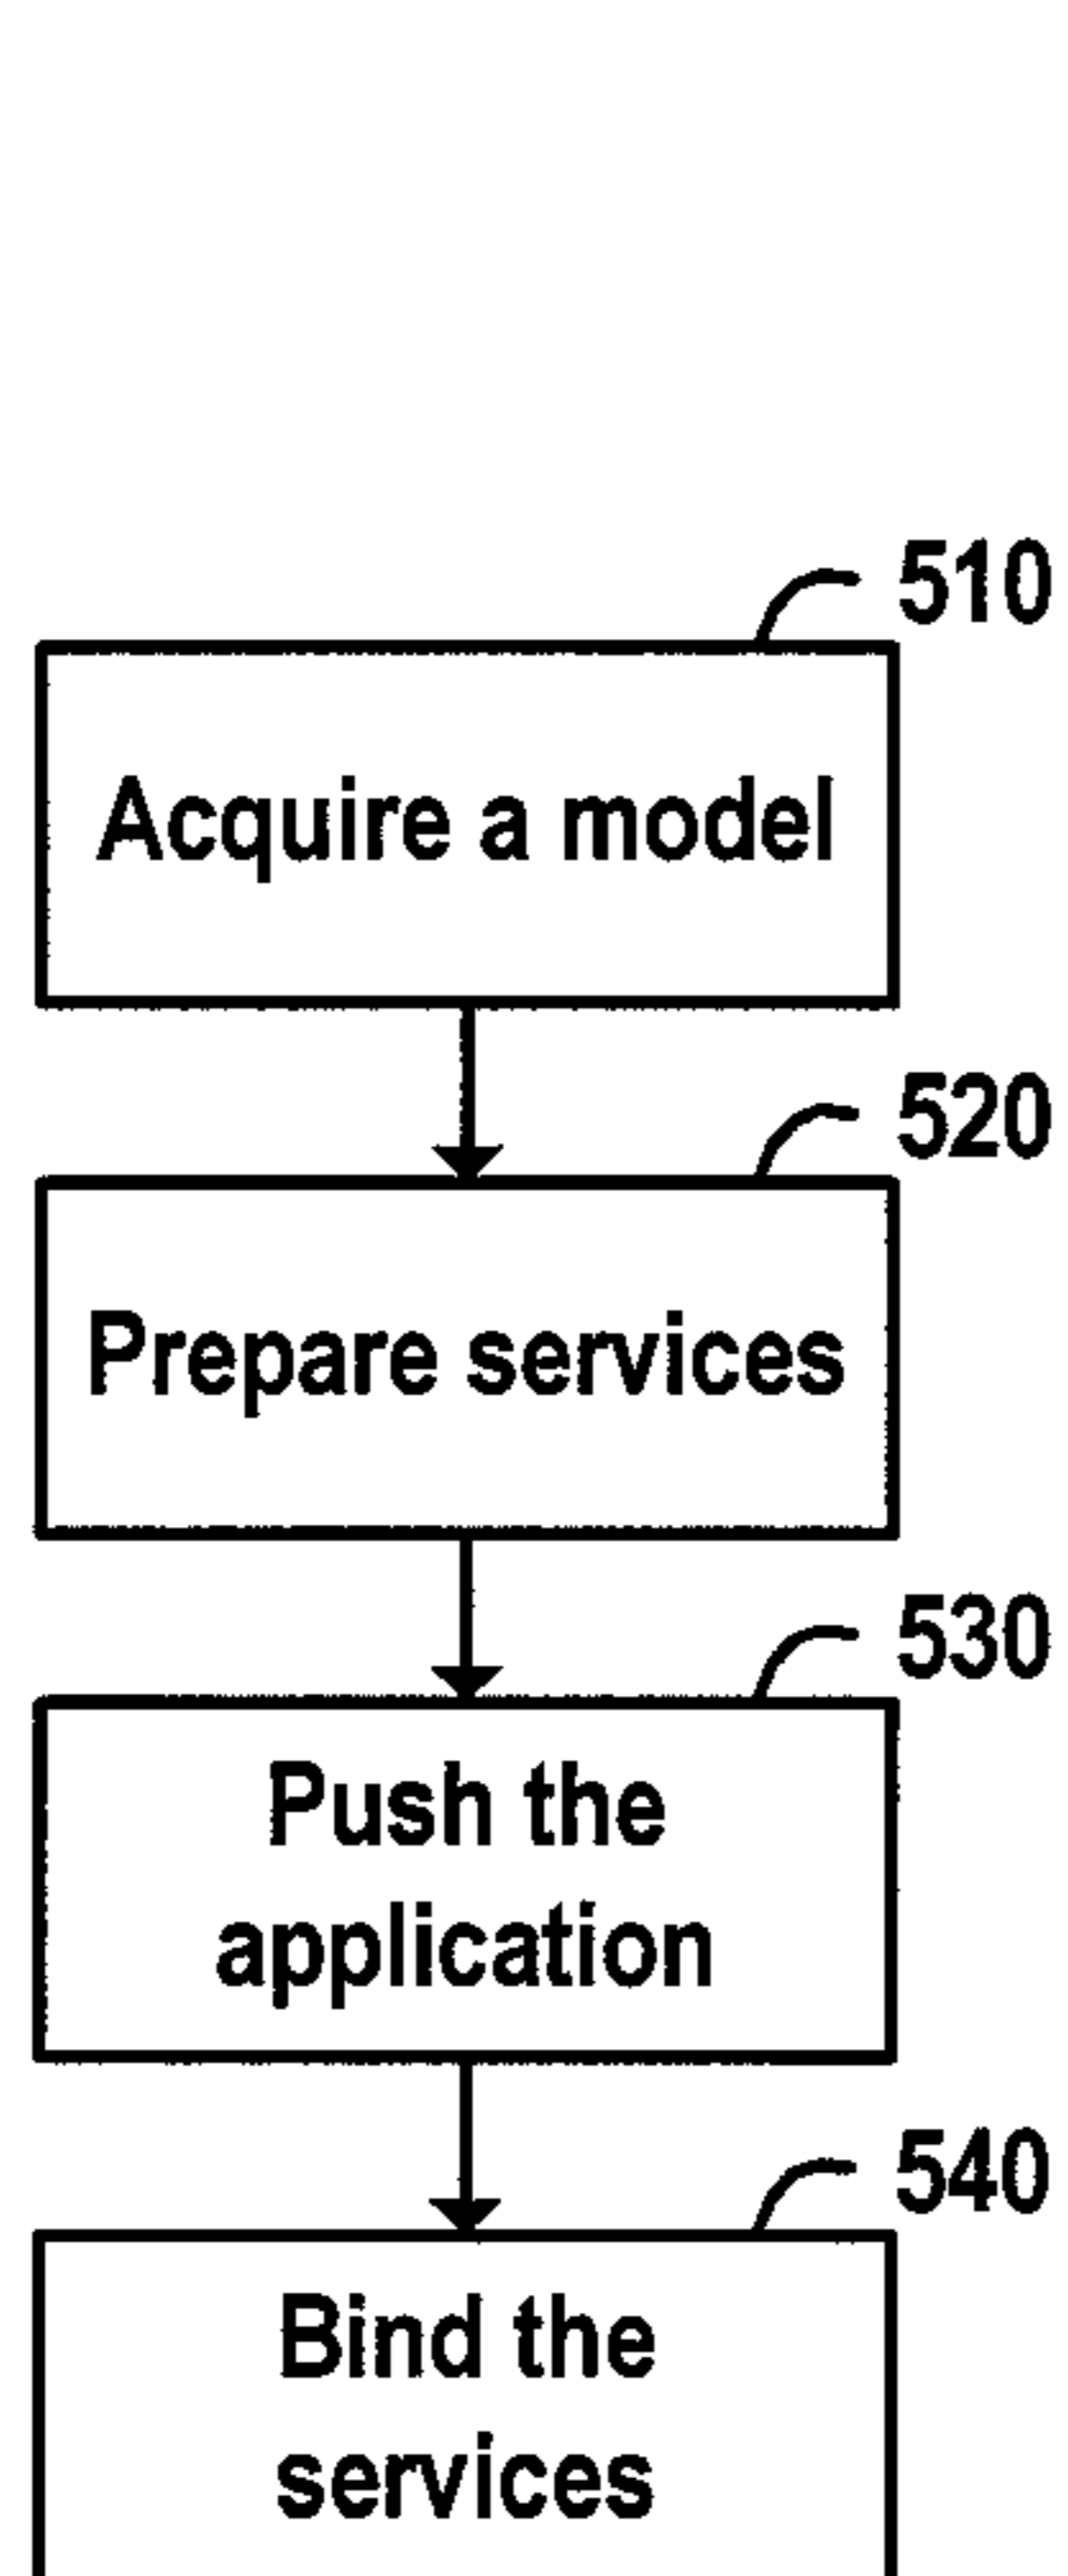 510
Acquire a model
520
Prepare services
530
Push the
application
540
Bind the
services